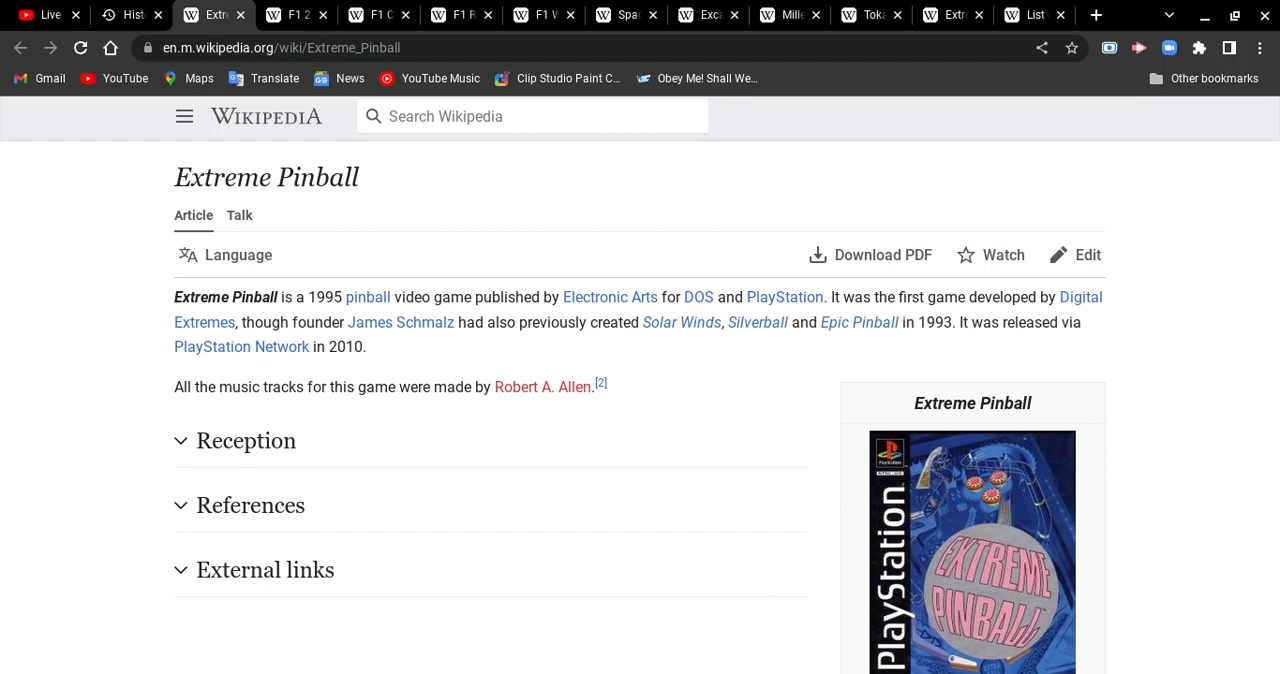 Live
Hist
Extre
F1 2
F1 C
F1 R
F1 W
Spac
Exca
Mille
Toka
Extre
List
en.m.wikipedia.org/wiki/Extreme_Pinball
Gmail
YouTube
Maps
Translate
News
YouTube Music
Clip Studio Paint C...
Obey Me! Shall We...
Other bookmarks
WIKIPEDIA
Search Wikipedia
Extreme Pinball
Article Talk
Language
Download PDF
Watch
Edit
Extreme Pinball is a 1995 pinball video game published by Electronic Arts for DOS and PlayStation. It was the first game developed by Digital
Extremes, though founder James Schmalz had also previously created Solar Winds, Silverball and Epic Pinball in 1993. It was released via
PlayStation Network in 2010.
All the music tracks for this game were made by Robert A. Allen.[2]
Reception
References
External links
Extreme Pinball
PlayStation
PlayStation
EXTREME
PINBALL